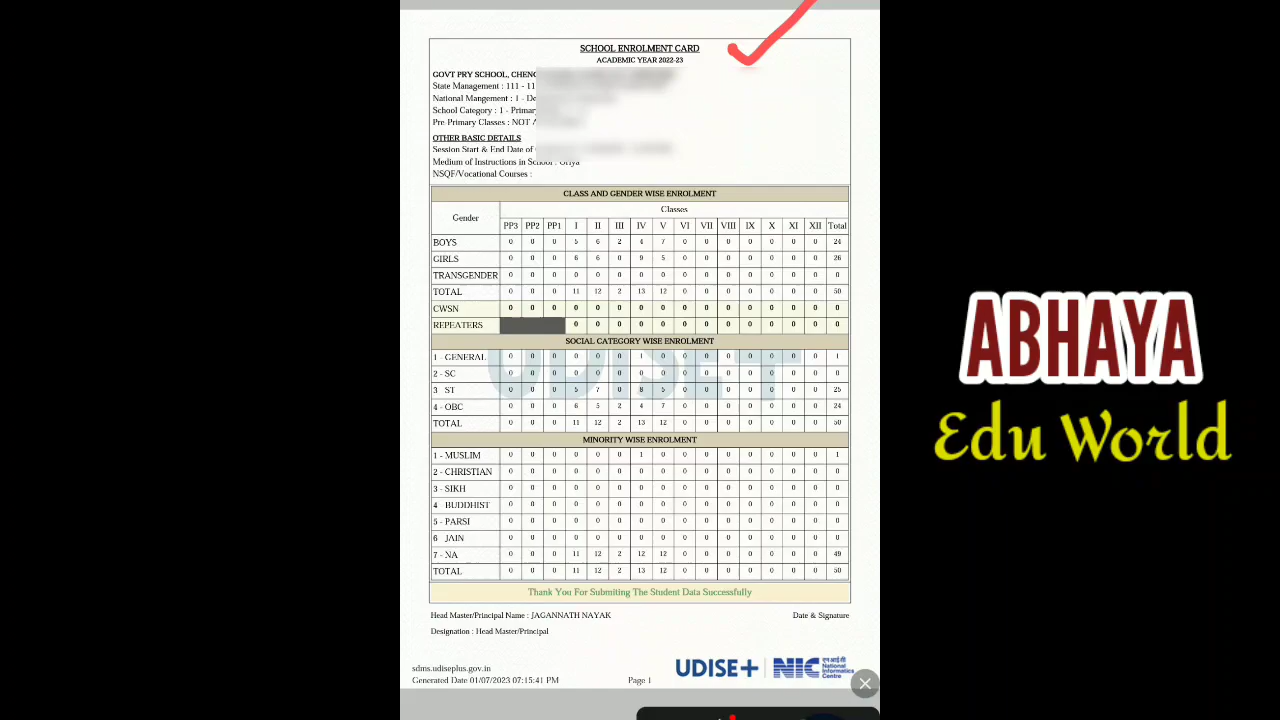 SCHOOL ENROLMENT CARD
ACADEMIC YEAR 2022-23
GOVT PRY SCHOOL,
State Management : 111 - 11
National Mangement : 1 - De
School Category : 1 - Primary
Pre-Primary Classes : NOT
OTHER BASIC DETAILS
Session Start & End Date of
Medium of Instructions in School : Oriya
NSQF/Vocational Courses :
CLASS AND GENDER WISE ENROLMENT
Gender Classes
PP3 PP2 PP1 I II III IV V VI VII VIII IX X XI XII Total
BOYS 0 0 0 5 6 2 4 7 0 0 0 0 0 0 0 24
GIRLS 0 0 0 6 6 0 9 5 0 0 0 0 0 0 0 26
TRANSGENDER 0 0 0 0 0 0 0 0 0 0 0 0 0 0 0 0
TOTAL 0 0 0 11 12 2 13 12 0 0 0 0 0 0 0 50
CWSN 0 0 0 0 0 0 0 0 0 0 0 0 0 0 0 0
REPEATERS 0 0 0 0 0 0 0 0 0 0 0 0 0
SOCIAL CATEGORY WISE ENROLMENT
1 - GENERAL 0 0 0 0 0 0 1 0 0 0 0 0 0 0 0 1
2 - SC 0 0 0 0 0 0 0 0 0 0 0 0 0 0 0 0
3 ST 0 0 0 5 7 0 8 5 0 0 0 0 0 0 0 25
4 - OBC 0 0 0 6 5 2 4 7 0 0 0 0 0 0 0 24
TOTAL 0 0 0 11 12 2 13 12 0 0 0 0 0 0 0 50
MINORITY WISE ENROLMENT
1 - MUSLIM 0 0 0 0 0 0 1 0 0 0 0 0 0 0 0 1
2 - CHRISTIAN 0 0 0 0 0 0 0 0 0 0 0 0 0 0 0 0
3 - SIKH 0 0 0 0 0 0 0 0 0 0 0 0 0 0 0 0
4 BUDDHIST 0 0 0 0 0 0 0 0 0 0 0 0 0 0 0 0
5 - PARSI 0 0 0 0 0 0 0 0 0 0 0 0 0 0 0 0
6 JAIN 0 0 0 0 0 0 0 0 0 0 0 0 0 0 0 0
7 - NA 0 0 0 11 12 2 12 12 0 0 0 0 0 0 0 49
TOTAL 0 0 0 11 12 2 13 12 0 0 0 0 0 0 0 50
Thank You For Submiting The Student Data Successfully
Head Master/Principal Name : JAGANNATH NAYAK Date & Signature
Designation : Head Master/Principal
sdms.udiseplus.gov.in
Generated Date 01/07/2023 07:15:41 PM Page 1
UDISE+ NIC एन आई सी National Informatics Centre
ABHAYA
Edu World